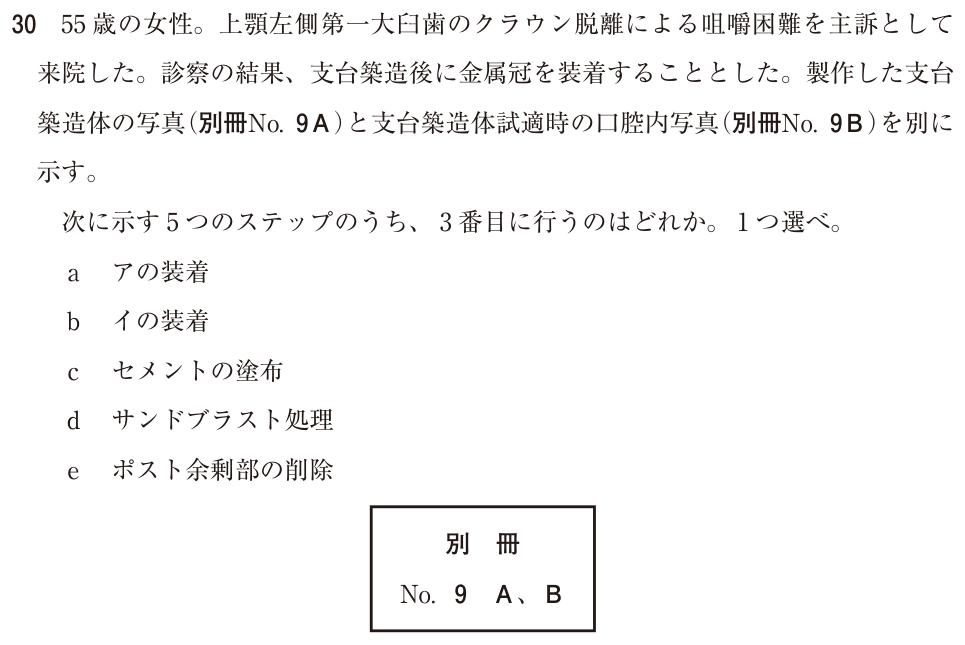 30 55歳の女性。上顎左側第一大臼歯のクラウン脱離による咀嚼困難を主訴として
来院した。診察の結果、支台築造後に金属冠を装着することとした。製作した支台
築造体の写真(別冊No. 9A)と支台築造体試適時の口腔内写真(別冊No. 9B)を別に
示す。
次に示す5つのステップのうち、3番目に行うのはどれか。1つ選べ。
a アの装着
b イの装着
c セメントの塗布
d サンドブラスト処理
e ポスト余剰部の削除
別 冊
No. 9 A、B